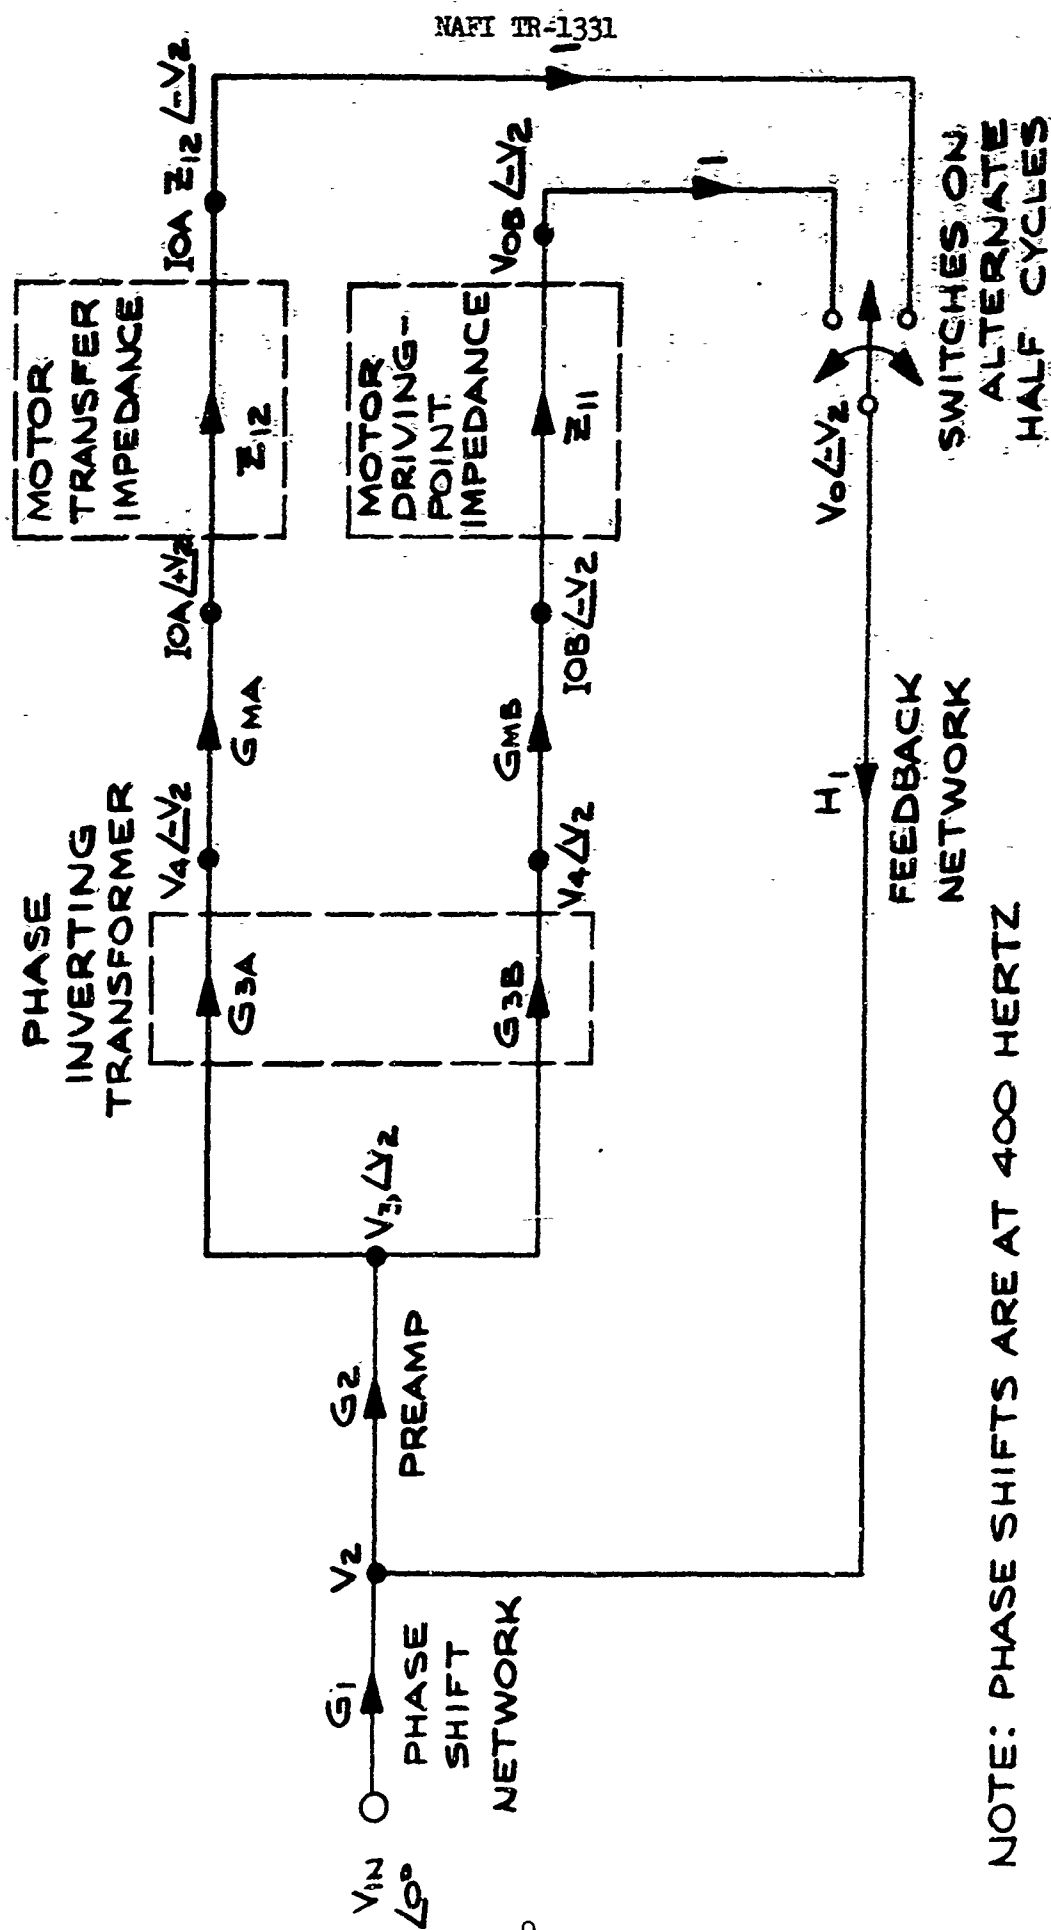 NAFI TR-1331
PHASE
INVERTING
TRANSFORMER
MOTOR
TRANSFER
IMPEDANCE
MOTOR
DRIVING-
POINT
IMPEDANCE
VIN
∠0°
G1
PHASE
SHIFT
NETWORK
V2
G2
PREAMP
V3 ∠V2
G3A
G3B
V4 ∠-V2
V4 ∠V2
GMA
GMB
IOA ∠+V2
IOB ∠-V2
Z12
Z11
IOA Z12 ∠-V2
VOB ∠-V2
1
1
VO ∠-V2
SWITCHES ON
ALTERNATE
HALF CYCLES
H1
FEEDBACK
NETWORK
NOTE: PHASE SHIFTS ARE AT 400 HERTZ